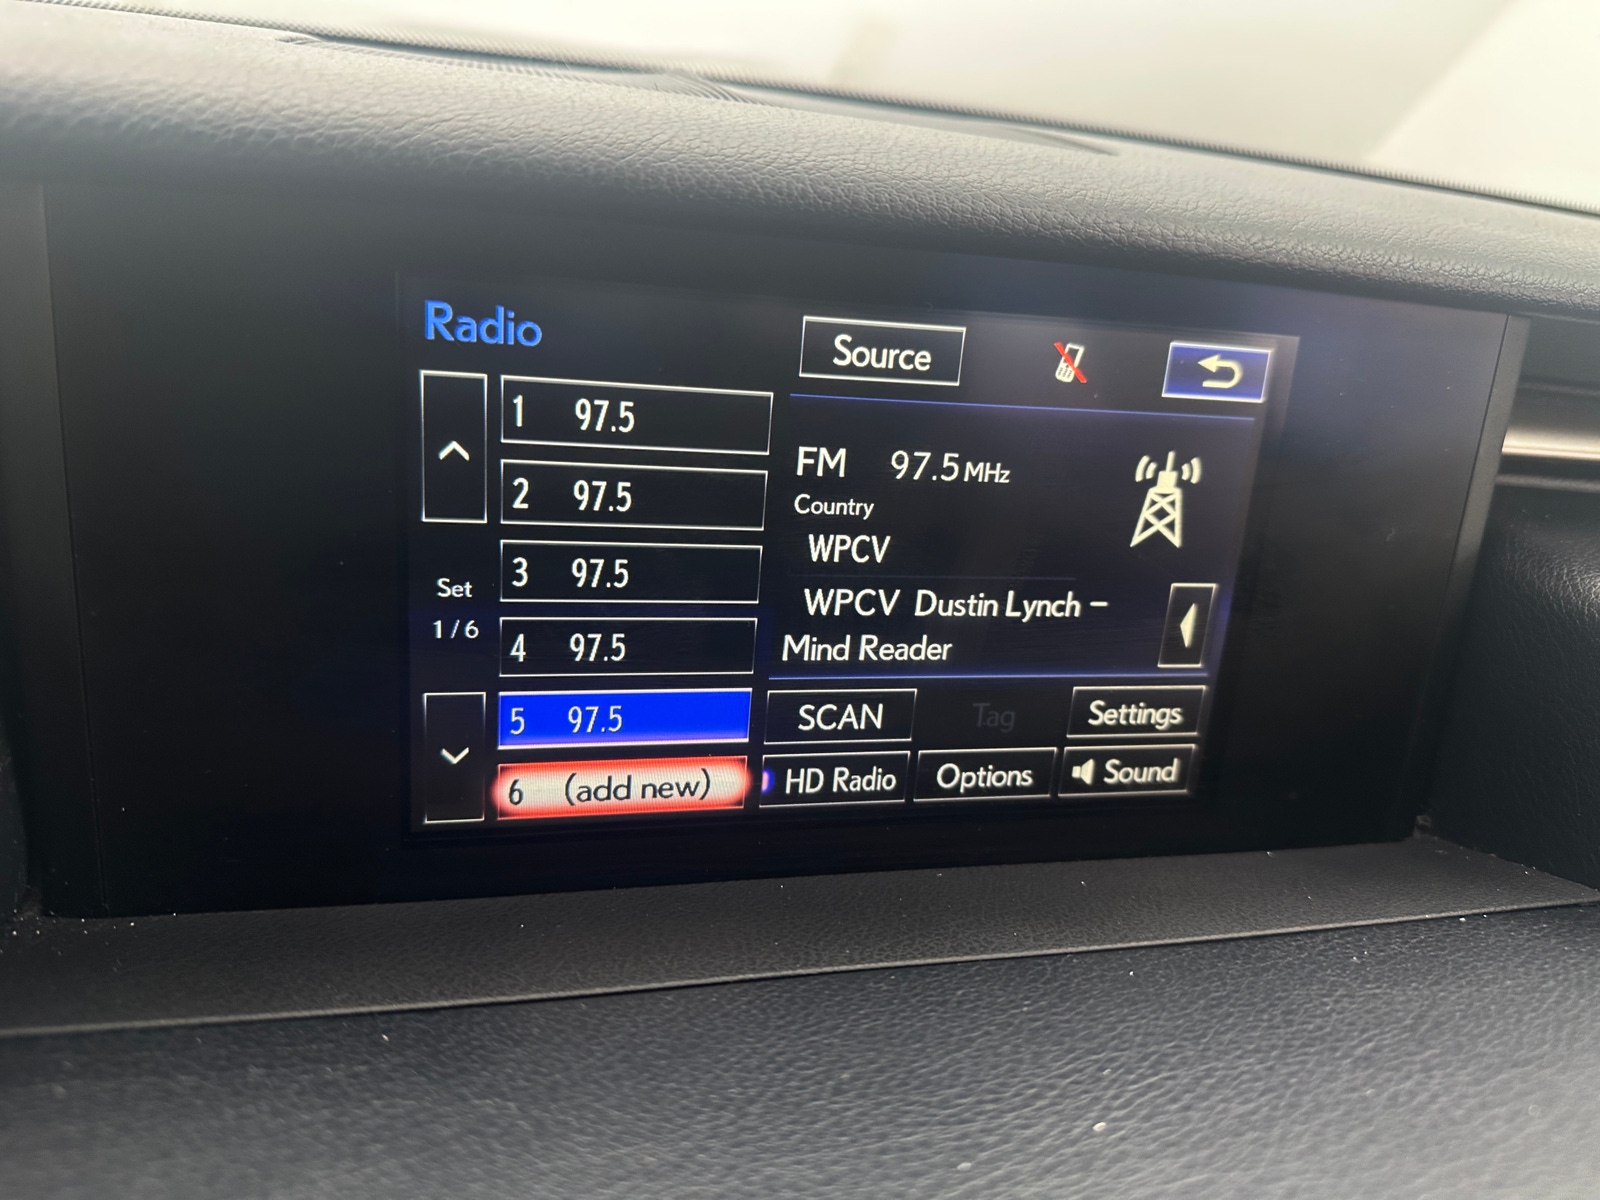 Radio
Source
1 97.5
2 97.5
3 97.5
4 97.5
5 97.5
6 (add new)
Set
1/6
FM 97.5 MHz
Country
WPCV
WPCV Dustin Lynch –
Mind Reader
SCAN Tag Settings
HD Radio Options Sound